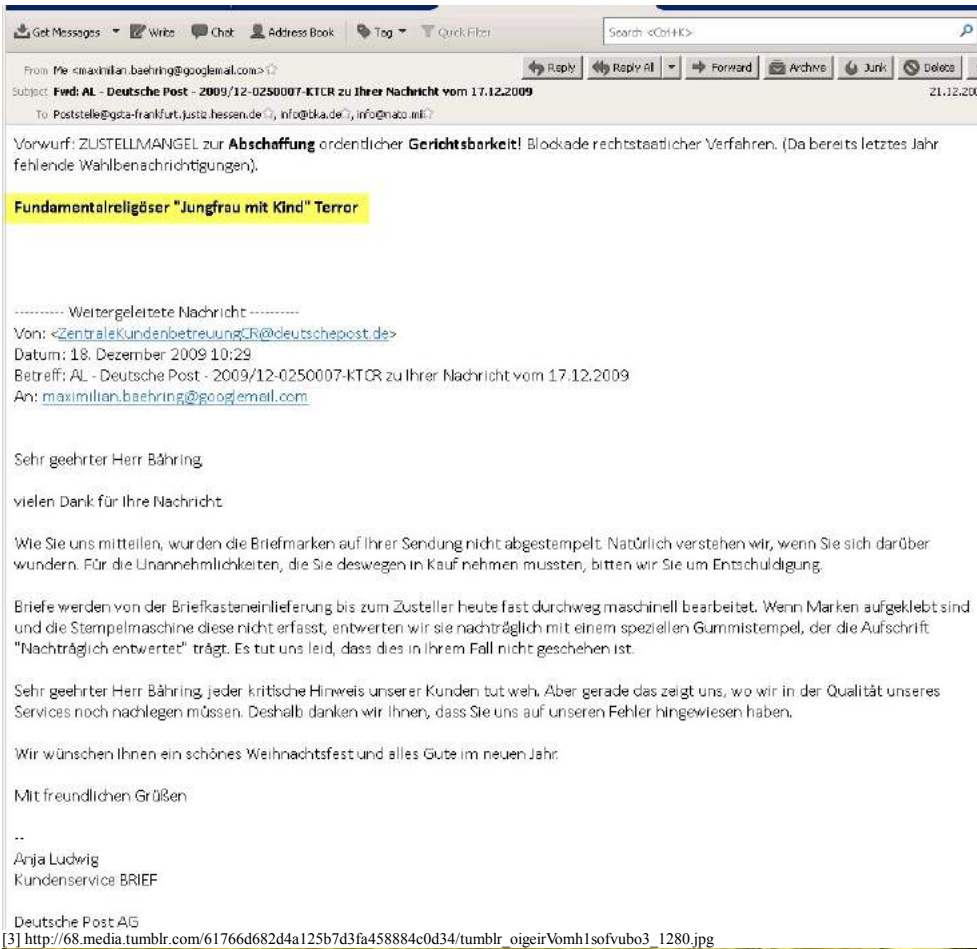 Get Messages Write Chat Address Book Tag Quick Filter Search <Ctrl+K>
From Me <maximilian.baehring@googlemail.com> Reply Reply All Forward Archive Junk Delete
Subject Fwd: AL - Deutsche Post - 2009/12-0250007-KTCR zu Ihrer Nachricht vom 17.12.2009 21.12.200
To Poststelle@gsta-frankfurt.justiz.hessen.de, info@bka.de, info@nato.mil
Vorwurf: ZUSTELLMANGEL zur Abschaffung ordentlicher Gerichtsbarkeit! Blockade rechtstaatlicher Verfahren. (Da bereits letztes Jahr
fehlende Wahlbenachrichtigungen).
Fundamentalreligöser "Jungfrau mit Kind" Terror
---------- Weitergeleitete Nachricht ----------
Von: <ZentraleKundenbetreuungCR@deutschepost.de>
Datum: 18. Dezember 2009 10:29
Betreff: AL - Deutsche Post - 2009/12-0250007-KTCR zu Ihrer Nachricht vom 17.12.2009
An: maximilian.baehring@googlemail.com
Sehr geehrter Herr Bähring,
vielen Dank für Ihre Nachricht.
Wie Sie uns mitteilen, wurden die Briefmarken auf Ihrer Sendung nicht abgestempelt. Natürlich verstehen wir, wenn Sie sich darüber
wundern. Für die Unannehmlichkeiten, die Sie deswegen in Kauf nehmen mussten, bitten wir Sie um Entschuldigung.
Briefe werden von der Briefkasteneinlieferung bis zum Zusteller heute fast durchweg maschinell bearbeitet. Wenn Marken aufgeklebt sind
und die Stempelmaschine diese nicht erfasst, entwerten wir sie nachträglich mit einem speziellen Gummistempel, der die Aufschrift
"Nachträglich entwertet" trägt. Es tut uns leid, dass dies in Ihrem Fall nicht geschehen ist.
Sehr geehrter Herr Bähring, jeder kritische Hinweis unserer Kunden tut weh. Aber gerade das zeigt uns, wo wir in der Qualität unseres
Services noch nachlegen müssen. Deshalb danken wir Ihnen, dass Sie uns auf unseren Fehler hingewiesen haben.
Wir wünschen Ihnen ein schönes Weihnachtsfest und alles Gute im neuen Jahr.
Mit freundlichen Grüßen
--
Anja Ludwig
Kundenservice BRIEF
Deutsche Post AG
[3] http://68.media.tumblr.com/61766d682d4a125b7d3fa458884c0d34/tumblr_oigeirVomh1sofvubo3_1280.jpg